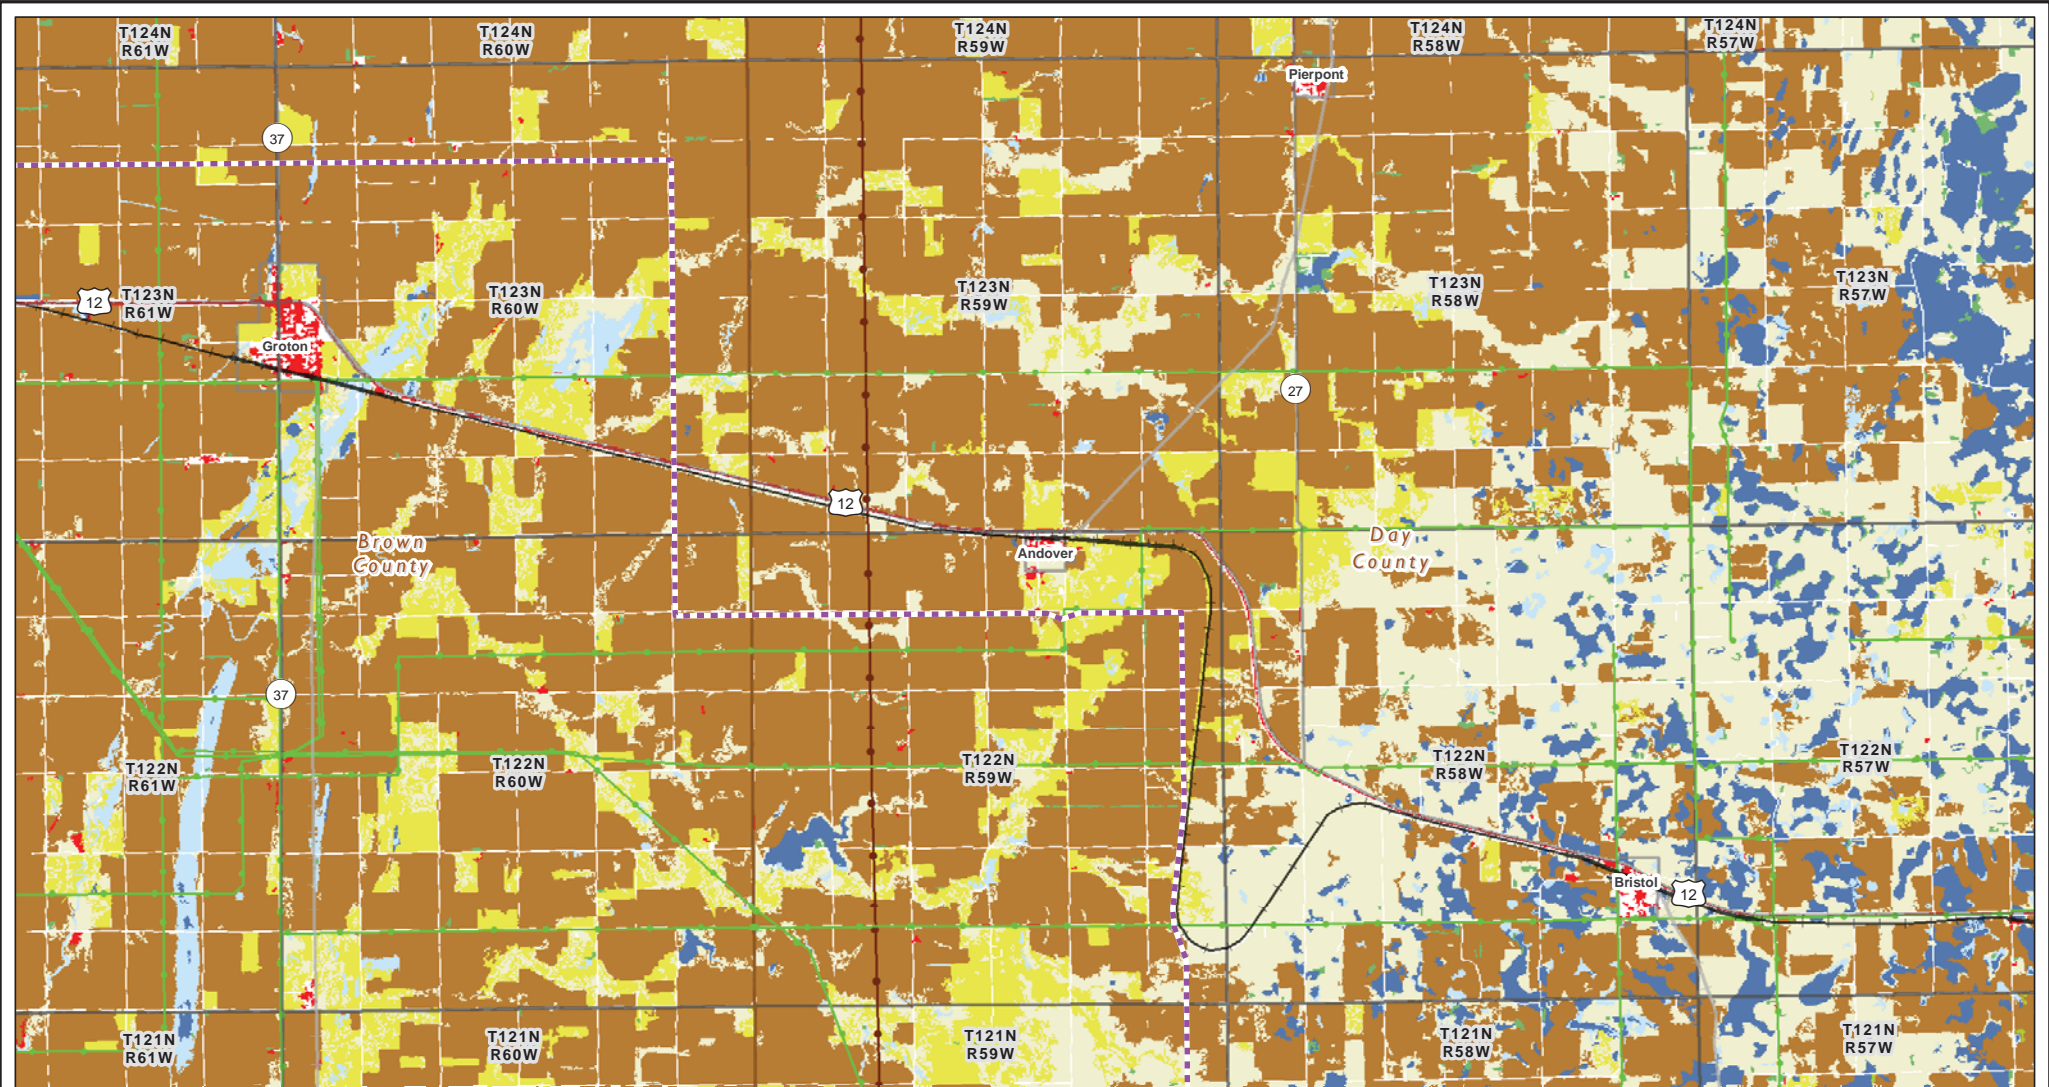 T124N
R61W
T124N
R60W
T124N
R59W
T124N
R58W
T124N
R57W
Pierpont
37
12
T123N
R61W
T123N
R60W
T123N
R59W
T123N
R58W
T123N
R57W
Groton
27
12
Brown
County
Andover
Day
County
37
T122N
R61W
T122N
R60W
T122N
R59W
T122N
R58W
T122N
R57W
Bristol
12
T121N
R61W
T121N
R60W
T121N
R59W
T121N
R58W
T121N
R57W